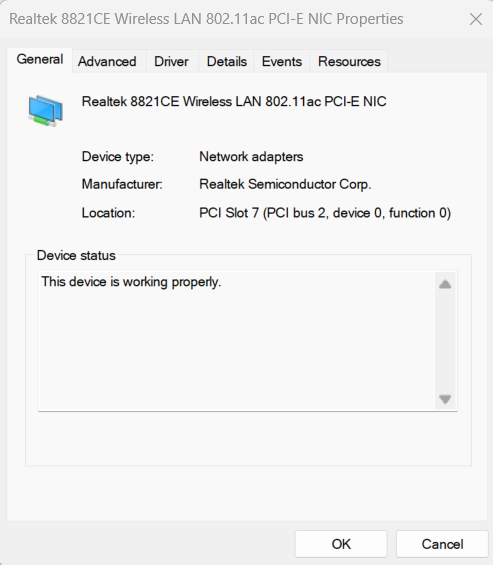 Realtek 8821CE Wireless LAN 802.11ac PCI-E NIC Properties
General Advanced Driver Details Events Resources
Realtek 8821CE Wireless LAN 802.11ac PCI-E NIC
Device type: Network adapters
Manufacturer: Realtek Semiconductor Corp.
Location: PCI Slot 7 (PCI bus 2, device 0, function 0)
Device status
This device is working properly.
OK Cancel